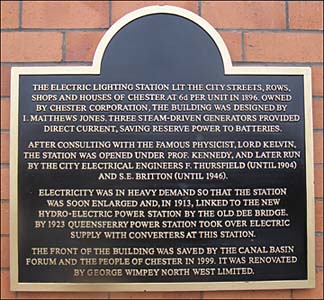 THE ELECTRIC LIGHTING STATION LIT THE CITY STREETS, ROWS,
SHOPS AND HOUSES OF CHESTER AT 6d PER UNIT IN 1896. OWNED
BY CHESTER CORPORATION, THE BUILDING WAS DESIGNED BY
I. MATTHEWS JONES. THREE STEAM-DRIVEN GENERATORS PROVIDED
DIRECT CURRENT, SAVING RESERVE POWER TO BATTERIES.
AFTER CONSULTING WITH THE FAMOUS PHYSICIST, LORD KELVIN,
THE STATION WAS OPENED UNDER PROF. KENNEDY, AND LATER RUN
BY THE CITY ELECTRICAL ENGINEERS F. THURSFIELD (UNTIL 1904)
AND S.E. BRITTON (UNTIL 1946).
ELECTRICITY WAS IN HEAVY DEMAND SO THAT THE STATION
WAS SOON ENLARGED AND, IN 1913, LINKED TO THE NEW
HYDRO-ELECTRIC POWER STATION BY THE OLD DEE BRIDGE.
BY 1923 QUEENSFERRY POWER STATION TOOK OVER ELECTRIC
SUPPLY WITH CONVERTERS AT THIS STATION.
THE FRONT OF THE BUILDING WAS SAVED BY THE CANAL BASIN
FORUM AND THE PEOPLE OF CHESTER IN 1999. IT WAS RENOVATED
BY GEORGE WIMPEY NORTH WEST LIMITED.